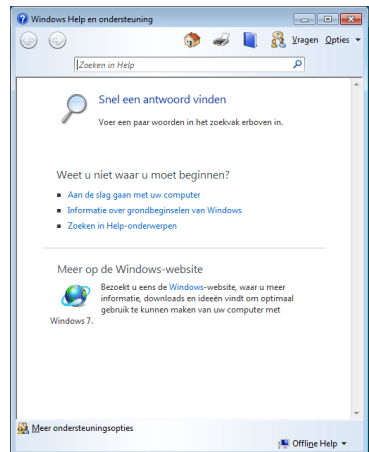 Windows Help en ondersteuning
Vragen Opties
Zoeken in Help
Snel een antwoord vinden
Voer een paar woorden in het zoekvak erboven in.
Weet u niet waar u moet beginnen?
Aan de slag gaan met uw computer
Informatie over grondbeginselen van Windows
Zoeken in Help-onderwerpen
Meer op de Windows-website
Bezoekt u eens de Windows-website, waar u meer
informatie, downloads en ideeën vindt om optimaal
gebruik te kunnen maken van uw computer met
Windows 7.
Meer ondersteuningsopties
Offline Help